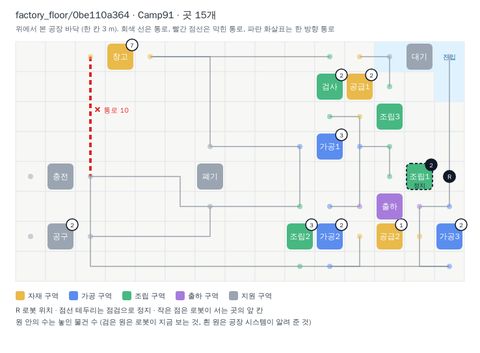 factory_floor/0be110a364 · Camp91 · 곳 15개
위에서 본 공장 바닥 (한 칸 3 m). 회색 선은 통로, 빨간 점선은 막힌 통로, 파란 화살표는 한 방향 통로
창고 7
대기
진입
검사 2
공급1 2
✘ 통로 10
조립3
가공1 3
충전
폐기
조립1 2
정지
R
공구 2
출하
조립2 3
가공2 2
공급2 1
가공3 2
자재 구역
가공 구역
조립 구역
출하 구역
지원 구역
R 로봇 위치 · 점선 테두리는 점검으로 정지 · 작은 점은 로봇이 서는 곳의 앞 칸
원 안의 수는 놓인 물건 수 (검은 원은 로봇이 지금 보는 것, 흰 원은 공장 시스템이 알려 준 것)